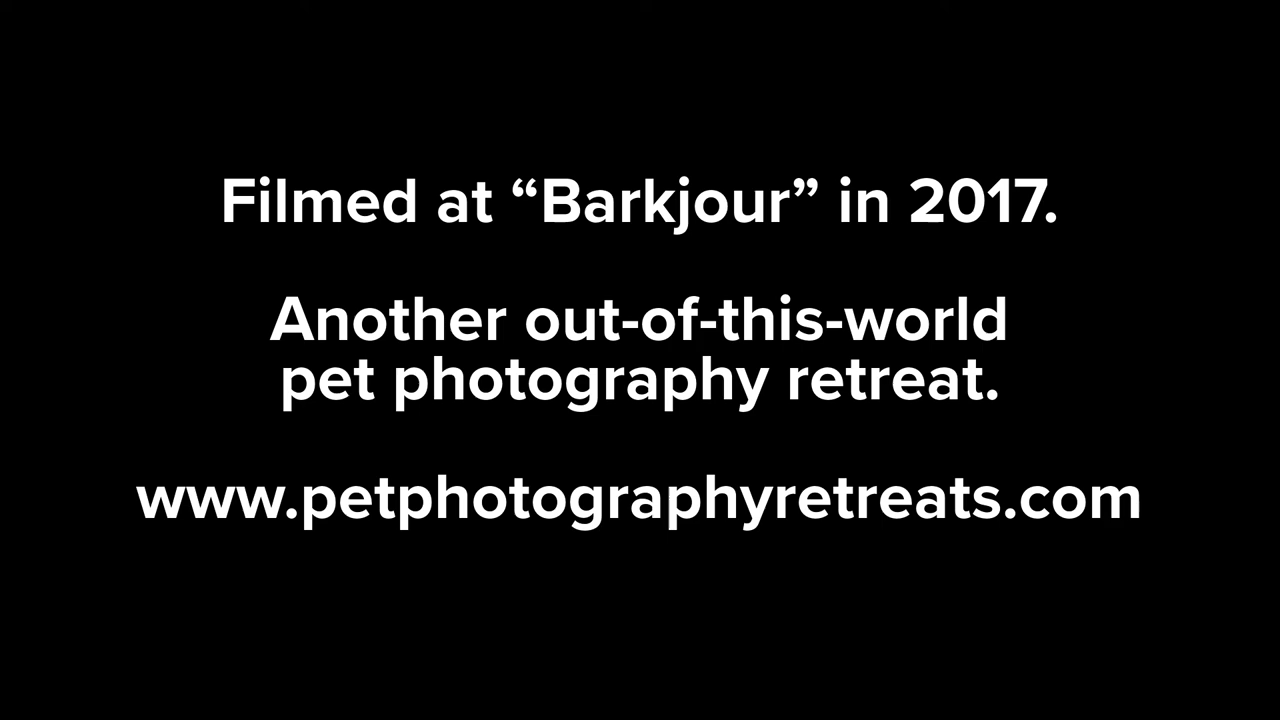 Filmed at “Barkjour” in 2017.
Another out-of-this-world
pet photography retreat.
www.petphotographyretreats.com